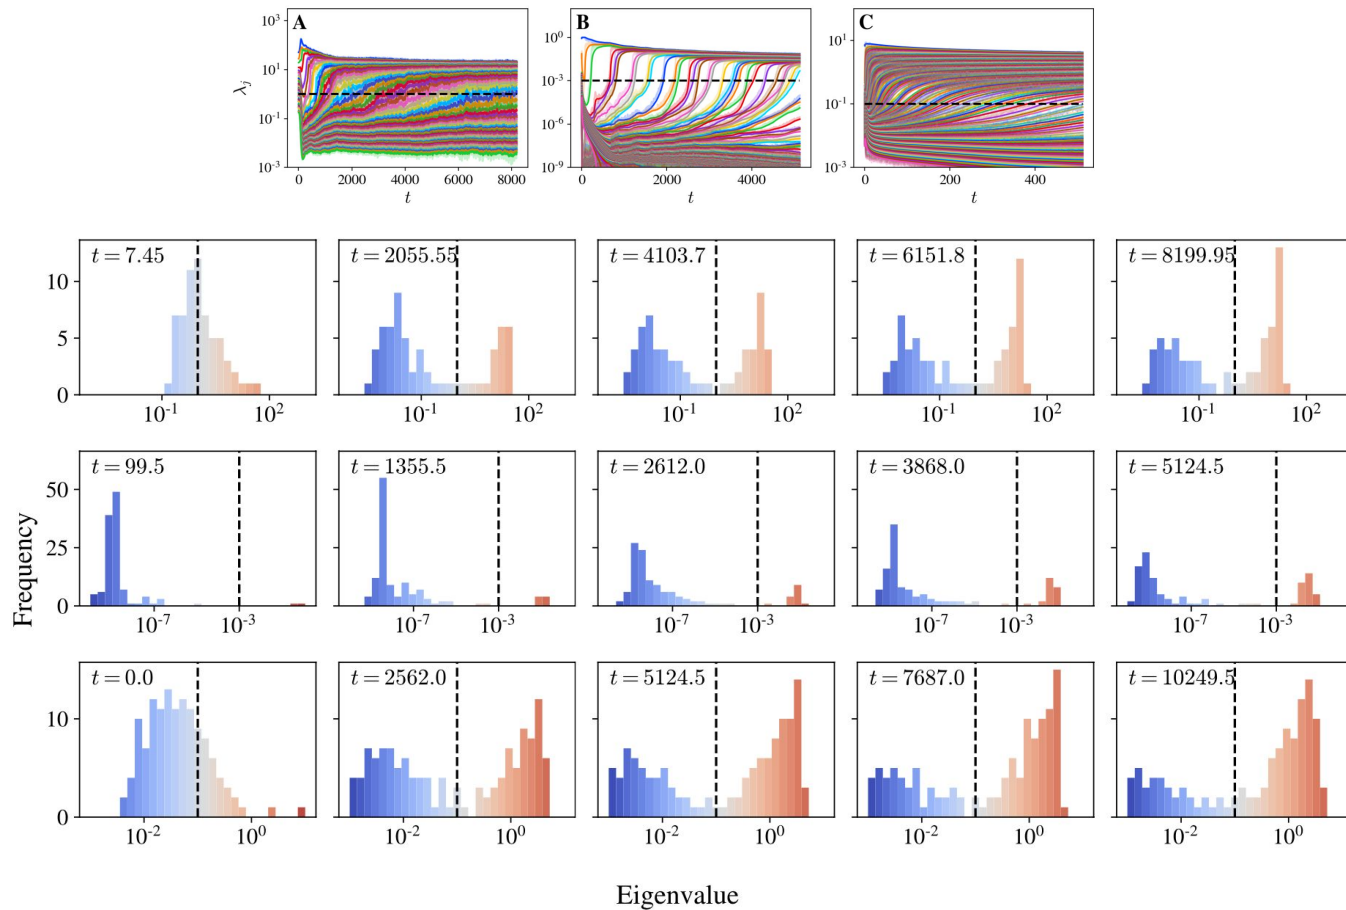 A
B
C
λ_j
10^3
10^1
10^-1
10^-3
10^0
10^-3
10^-6
10^-9
10^1
10^-1
10^-3
0 2000 4000 6000 8000
0 2000 4000
0 200 400
t
t
t
t = 7.45
t = 2055.55
t = 4103.7
t = 6151.8
t = 8199.95
10
5
0
10^-1 10^2
10^-1 10^2
10^-1 10^2
10^-1 10^2
10^-1 10^2
t = 99.5
t = 1355.5
t = 2612.0
t = 3868.0
t = 5124.5
50
25
0
10^-7 10^-3
10^-7 10^-3
10^-7 10^-3
10^-7 10^-3
10^-7 10^-3
Frequency
t = 0.0
t = 2562.0
t = 5124.5
t = 7687.0
t = 10249.5
10
0
10^-2 10^0
10^-2 10^0
10^-2 10^0
10^-2 10^0
10^-2 10^0
Eigenvalue